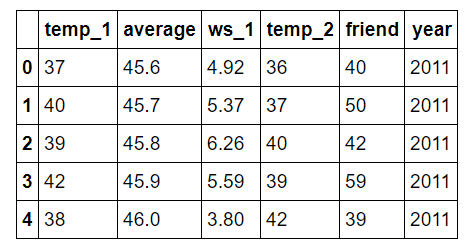 temp_1 average ws_1 temp_2 friend year
0 37 45.6 4.92 36 40 2011
1 40 45.7 5.37 37 50 2011
2 39 45.8 6.26 40 42 2011
3 42 45.9 5.59 39 59 2011
4 38 46.0 3.80 42 39 2011